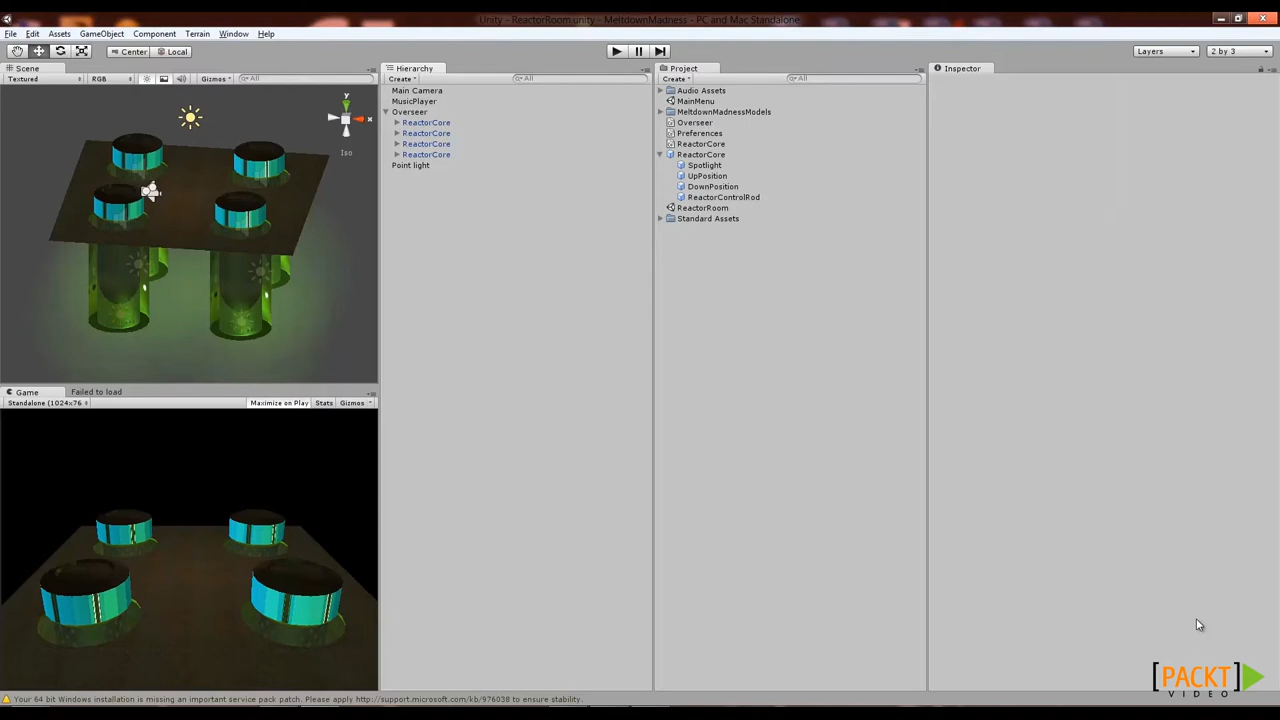 Unity - ReactorRoom.unity - MeltdownMadness - PC and Mac Standalone
File Edit Assets GameObject Component Terrain Window Help
Center Local Layers 2 by 3
Scene Hierarchy Project Inspector
Textured RGB Gizmos All Create All Create All
Main Camera
MusicPlayer
Overseer
ReactorCore
ReactorCore
ReactorCore
ReactorCore
Point light
Audio Assets
MainMenu
MeltdownMadnessModels
Overseer
Preferences
ReactorCore
ReactorCore
Spotlight
UpPosition
DownPosition
ReactorControlRod
ReactorRoom
Standard Assets
y
x
Iso
Game Failed to load
Standalone (1024x76 Maximize on Play Stats Gizmos
Your 64 bit Windows installation is missing an important service pack patch. Please apply http://support.microsoft.com/kb/976038 to ensure stability.
[PACKT]
VIDEO